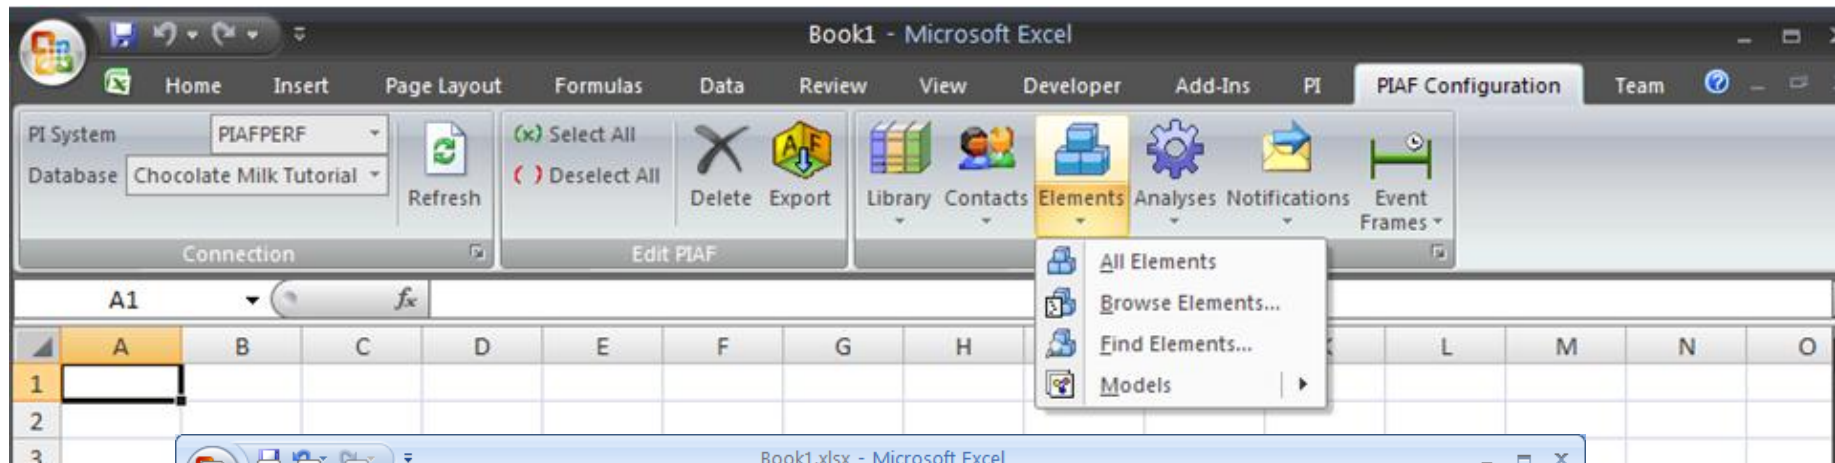 Book1 - Microsoft Excel
Home Insert Page Layout Formulas Data Review View Developer Add-Ins PI PIAF Configuration Team
PI System PIAFPERF
Database Chocolate Milk Tutorial
Refresh
Connection
(x) Select All
( ) Deselect All
Delete Export
Edit PIAF
Library Contacts Elements Analyses Notifications Event Frames
All Elements
Browse Elements...
Find Elements...
Models
A1 fx
A B C D E F G H L M N O
1
2
3
Book1.xlsx - Microsoft Excel